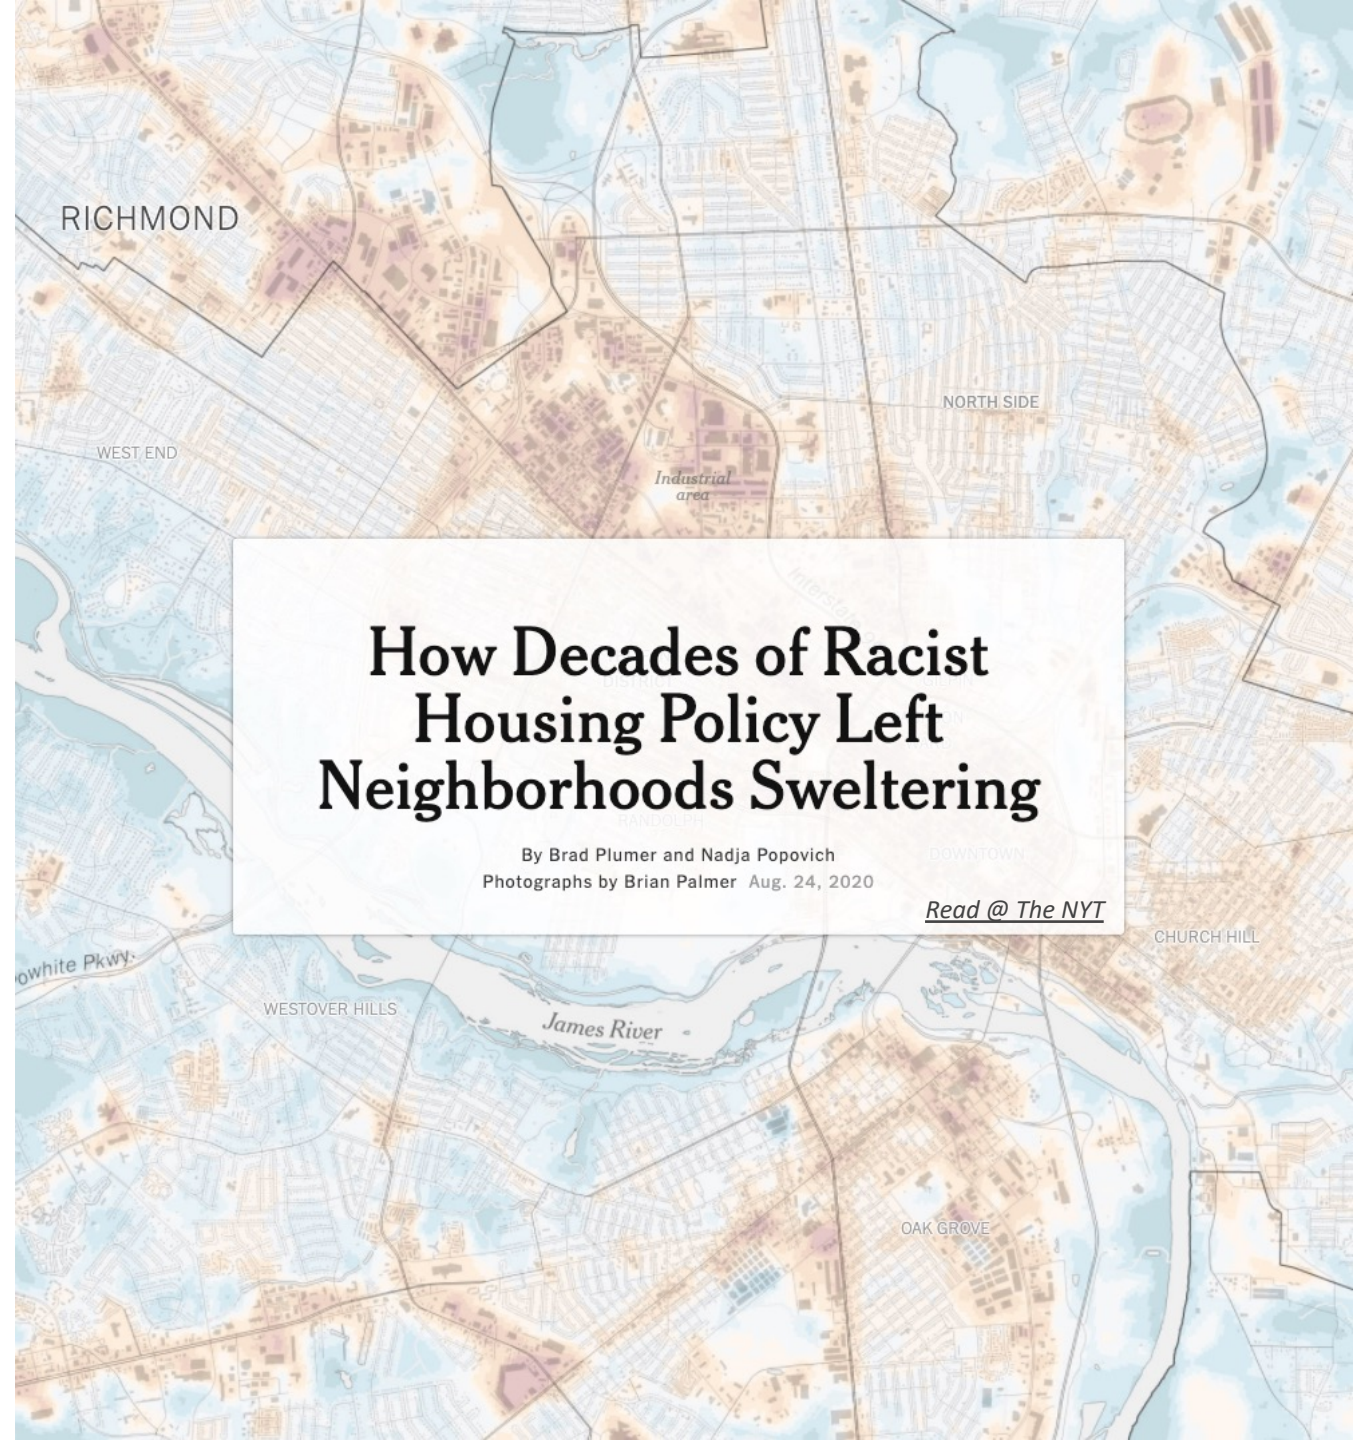 RICHMOND
NORTH SIDE
WEST END
Industrial
area
How Decades of Racist
Housing Policy Left
Neighborhoods Sweltering
RANDOLPH
By Brad Plumer and Nadja Popovich
DOWNTOWN
Photographs by Brian Palmer Aug. 24, 2020
Read @ The NYT
CHURCH HILL
owhite Pkwy.
WESTOVER HILLS
James River
OAK GROVE